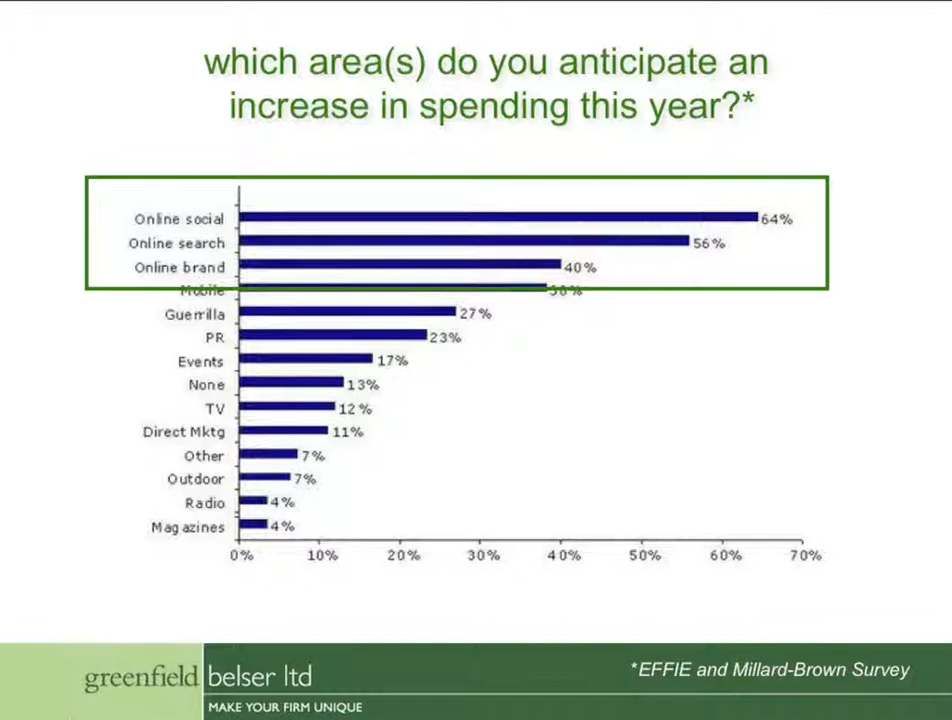 which area(s) do you anticipate an
increase in spending this year?*
Online social 64%
Online search 56%
Online brand 40%
Mobile 38%
Guerrilla 27%
PR 23%
Events 17%
None 13%
TV 12%
Direct Mktg 11%
Other 7%
Outdoor 7%
Radio 4%
Magazines 4%
0% 10% 20% 30% 40% 50% 60% 70%
greenfield belser ltd
MAKE YOUR FIRM UNIQUE
*EFFIE and Millard-Brown Survey